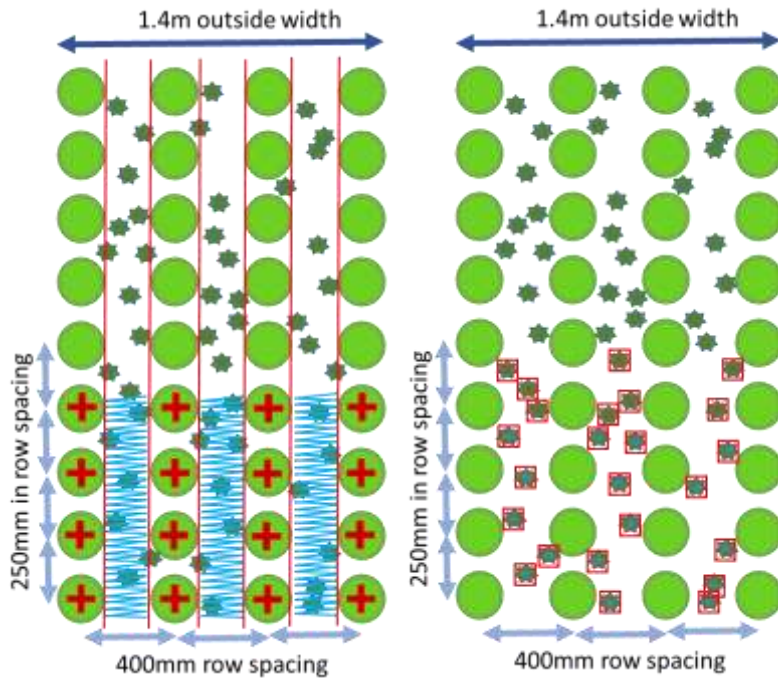 1.4m outside width
1.4m outside width
250mm in row spacing
250mm in row spacing
400mm row spacing
400mm row spacing